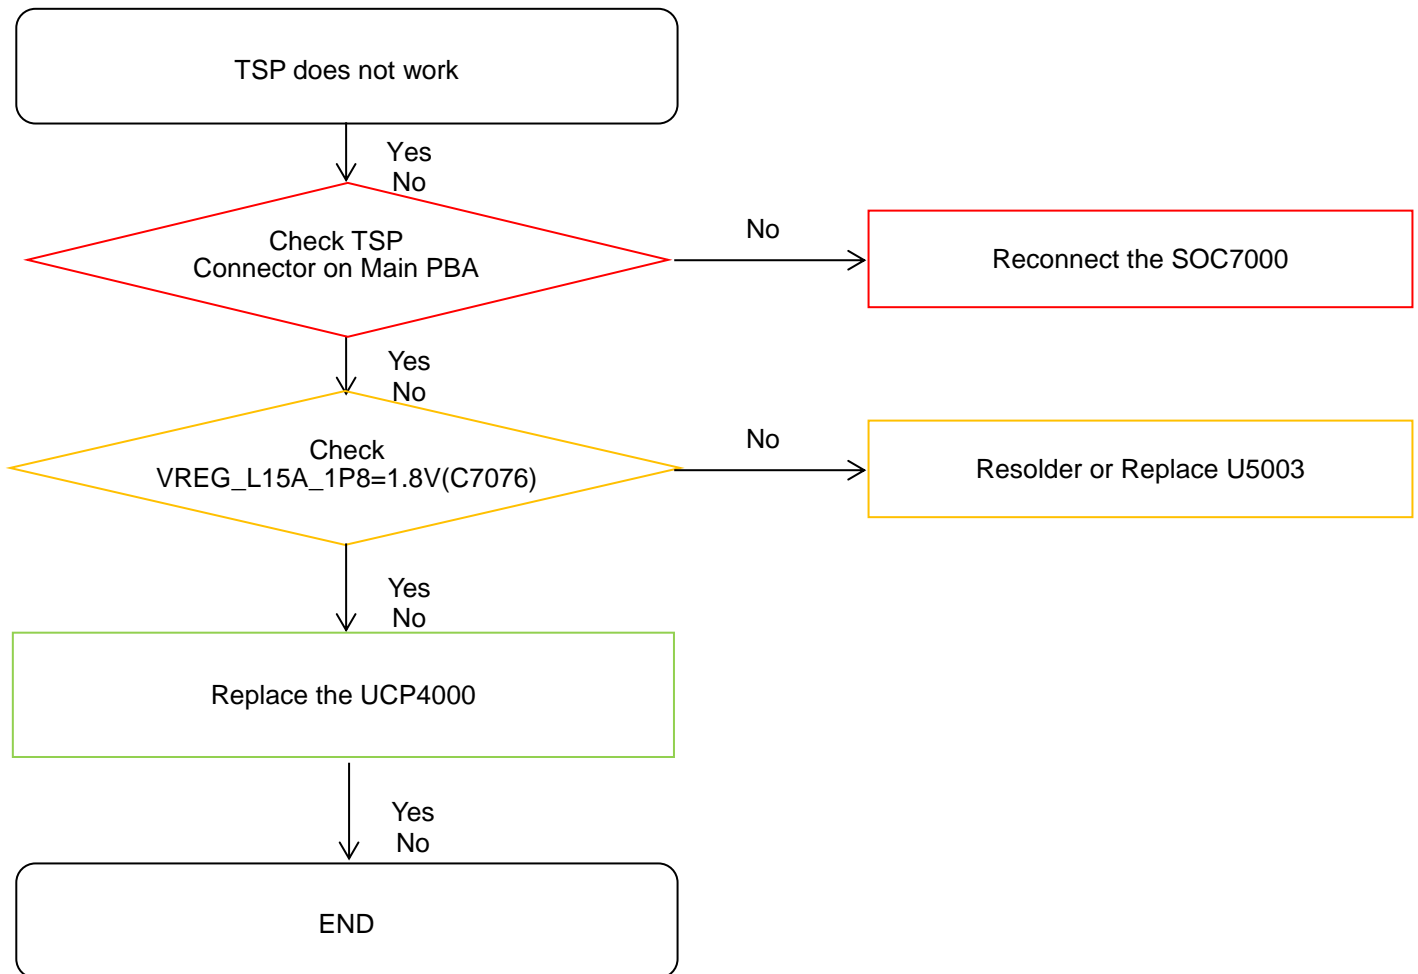 TSP does not work
Yes
No
Check TSP
Connector on Main PBA
No
Reconnect the SOC7000
Yes
No
Check
VREG_L15A_1P8=1.8V(C7076)
No
Resolder or Replace U5003
Yes
No
Replace the UCP4000
Yes
No
END